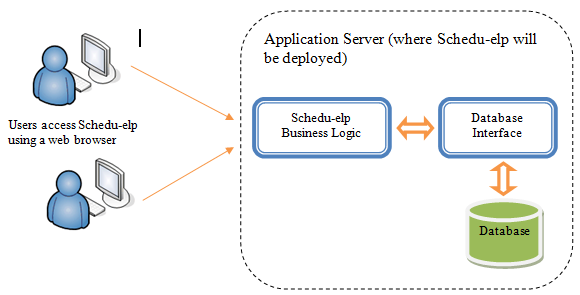 Application Server (where Schedu-elp will
be deployed)
Users access Schedu-elp
using a web browser
Schedu-elp
Business Logic
Database
Interface
Database